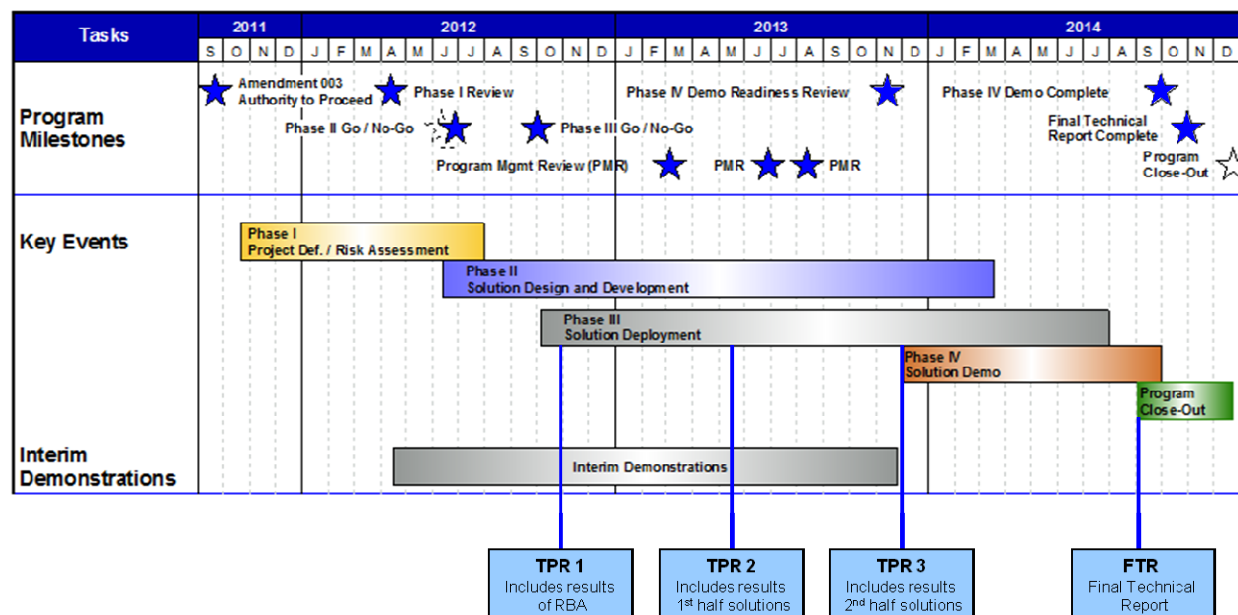 Tasks
2011
2012
2013
2014
S O N D J F M A M J J A S O N D J F M A M J J A S O N D J F M A M J J A S O N D
Program
Milestones
Amendment 003
Authority to Proceed
Phase I Review
Phase IV Demo Readiness Review
Phase IV Demo Complete
Phase II Go / No-Go
Phase III Go / No-Go
Final Technical
Report Complete
Program Mgmt Review (PMR)
PMR
PMR
Program
Close-Out
Key Events
Phase I
Project Def. / Risk Assessment
Phase II
Solution Design and Development
Phase III
Solution Deployment
Phase IV
Solution Demo
Program
Close-Out
Interim
Demonstrations
Interim Demonstrations
TPR 1
Includes results
of RBA
TPR 2
Includes results
1st half solutions
TPR 3
Includes results
2nd half solutions
FTR
Final Technical
Report